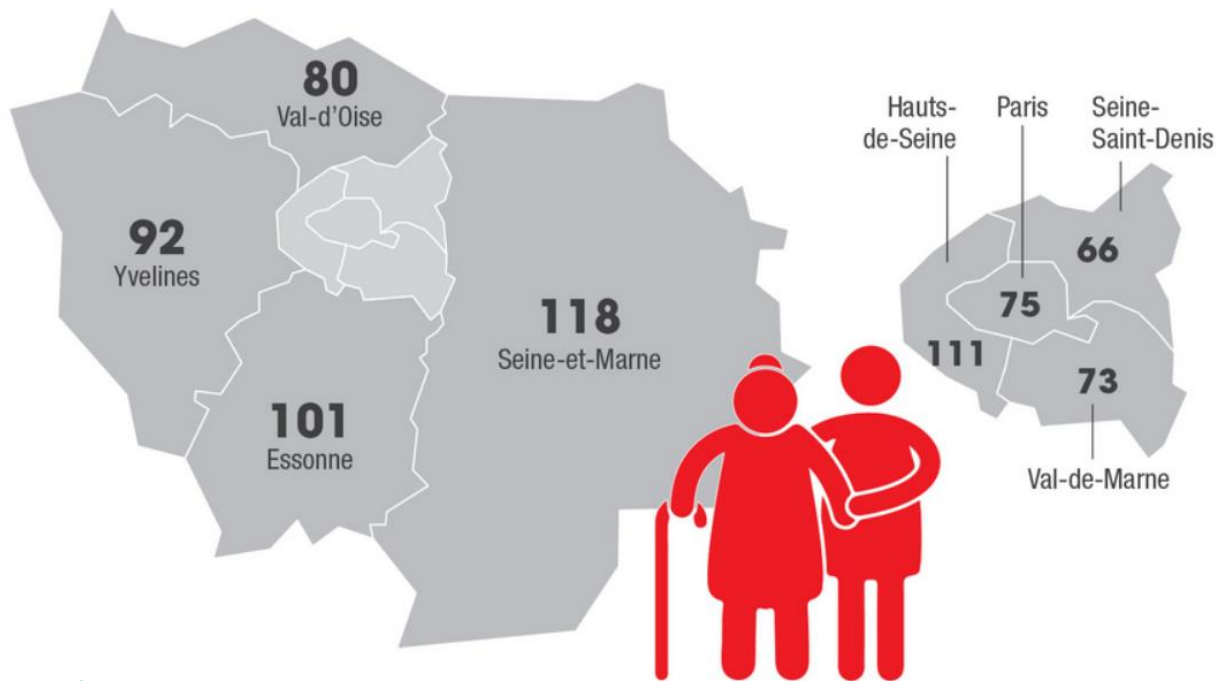 80
Val-d'Oise
92
Yvelines
101
Essonne
118
Seine-et-Marne
Hauts-
de-Seine
Paris
Seine-
Saint-Denis
66
75
111
73
Val-de-Marne